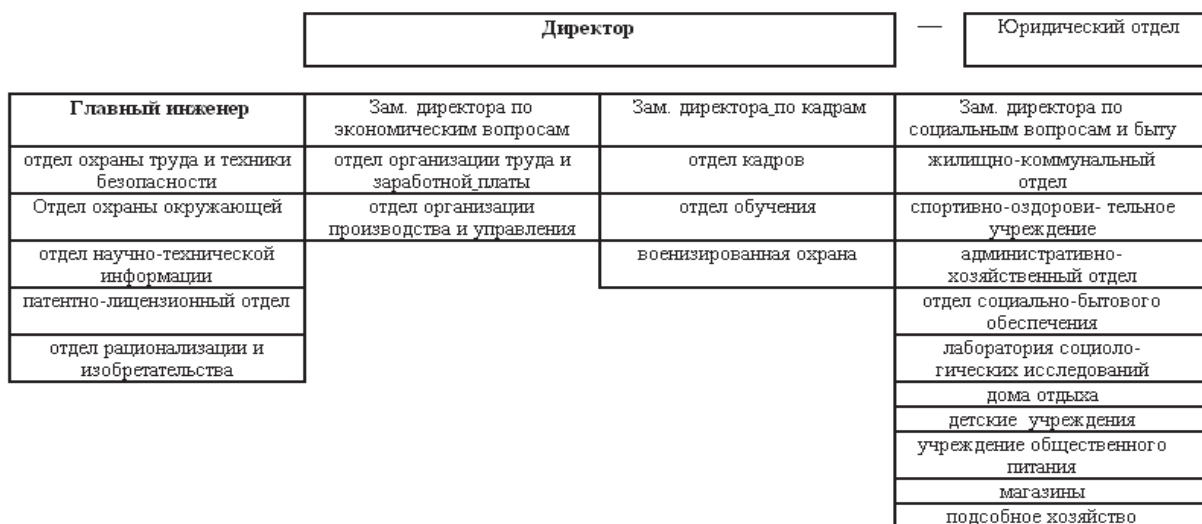 Директор
—
Юридический отдел
Главный инженер
Зам. директора по
экономическим вопросам
Зам. директора по кадрам
Зам. директора по
социальным вопросам и быту
отдел охраны труда и техники
безопасности
отдел организации труда и
заработной платы
отдел кадров
жилищно-коммунальный
отдел
Отдел охраны окружающей
отдел организации
производства и управления
отдел обучения
спортивно-оздорови- тельное
учреждение
отдел научно-технической
информации
военизированная охрана
административно-
хозяйственный отдел
патентно-лицензионный отдел
отдел социально-бытового
обеспечения
отдел рационализации и
изобретательства
лаборатория социоло-
гических исследований
дома отдыха
детские учреждения
учреждение общественного
питания
магазины
подсобное хозяйство